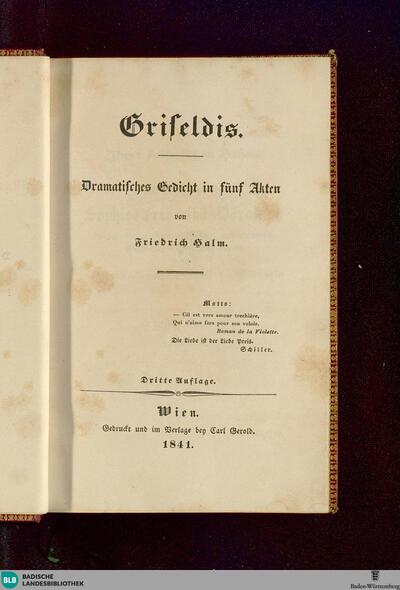 Griseldis.
Dramatisches Gedicht in fünf Akten
von
Friedrich Halm.
Motto:
— Cil est vers amour trechière,
Qui n'aime fors pour son voloir.
Roman de la Violette.
Die Liebe ist der Liebe Preis.
Schiller.
Dritte Auflage.
Wien.
Gedruckt und im Verlage bey Carl Gerold.
1841.
BLB
BADISCHE
LANDESBIBLIOTHEK
Baden-Württemberg